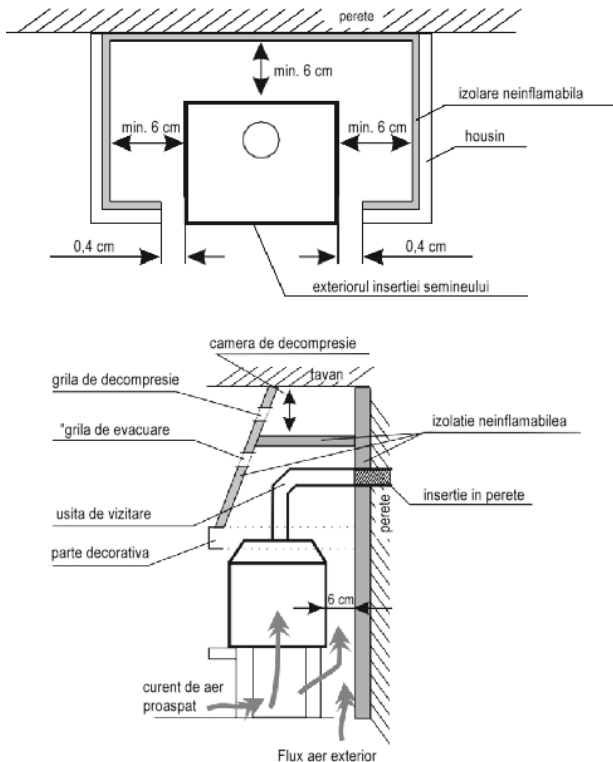 perete
min. 6 cm
izolare neinflamabila
min. 6 cm
min. 6 cm
housin
0,4 cm
0,4 cm
exteriorul insertiei semineului
camera de decompresie
tavan
grila de decompresie
"grila de evacuare
izolatie neinflamabilea
usita de vizitare
insertie in perete
perete
parte decorativa
6 cm
curent de aer
proaspat
Flux aer exterior